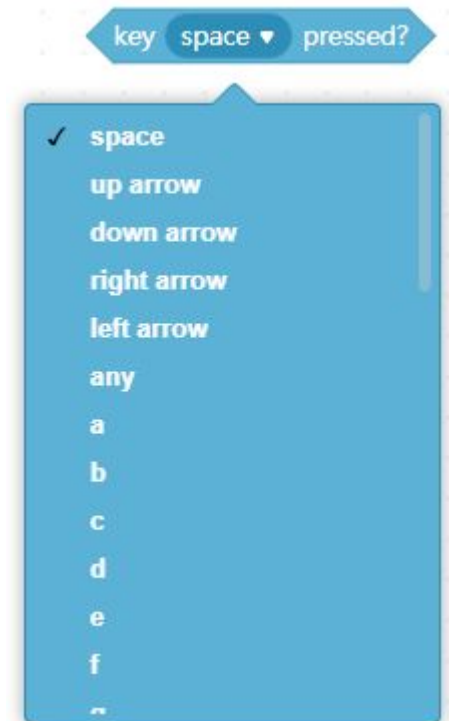 key space ▼ pressed?
✓ space
up arrow
down arrow
right arrow
left arrow
any
a
b
c
d
e
f